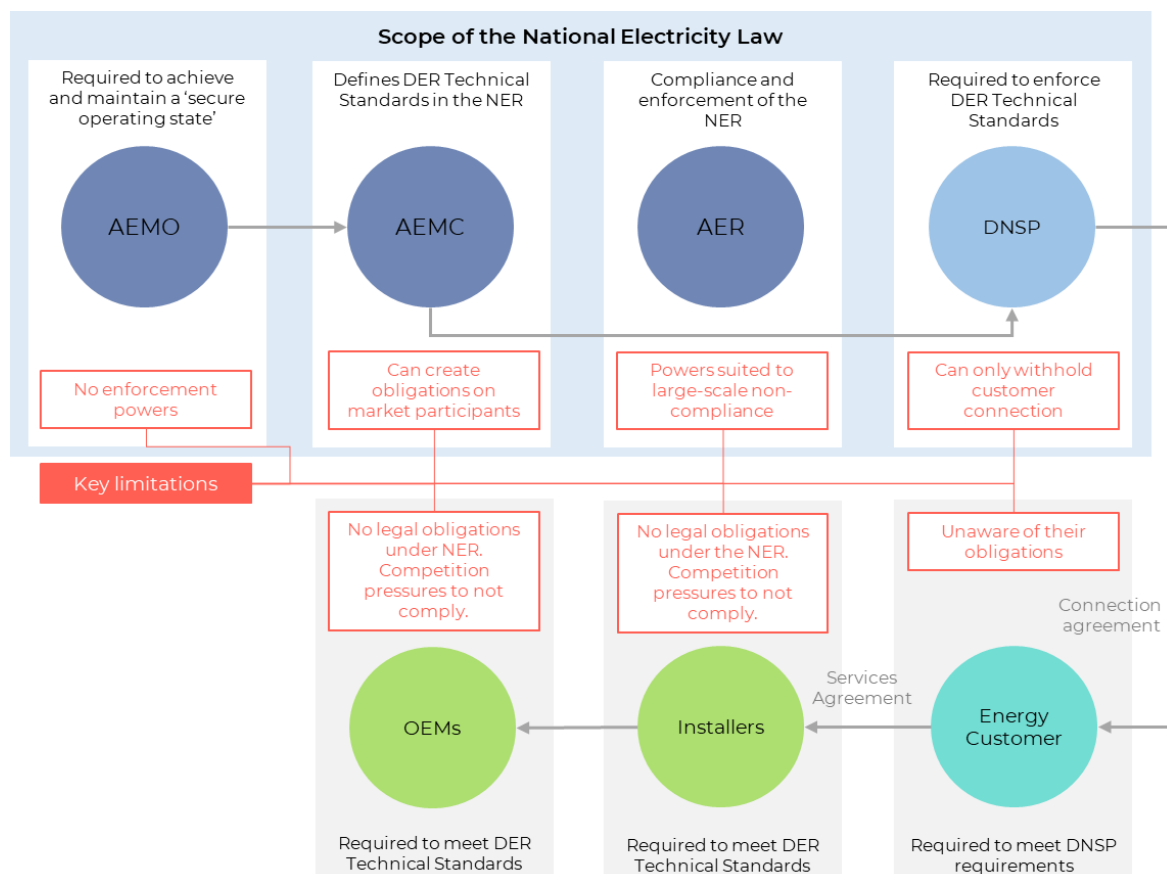 Scope of the National Electricity Law
Required to achieve
and maintain a ‘secure
operating state’
Defines DER Technical
Standards in the NER
Compliance and
enforcement of the
NER
Required to enforce
DER Technical
Standards
AEMO
AEMC
AER
DNSP
No enforcement
powers
Can create
obligations on
market participants
Powers suited to
large-scale non-
compliance
Can only withhold
customer
connection
Key limitations
No legal obligations
under NER.
Competition
pressures to not
comply.
No legal obligations
under the NER.
Competition
pressures to not
comply.
Unaware of their
obligations
Connection
agreement
Services
Agreement
OEMs
Installers
Energy
Customer
Required to meet DER
Technical Standards
Required to meet DER
Technical Standards
Required to meet DNSP
requirements